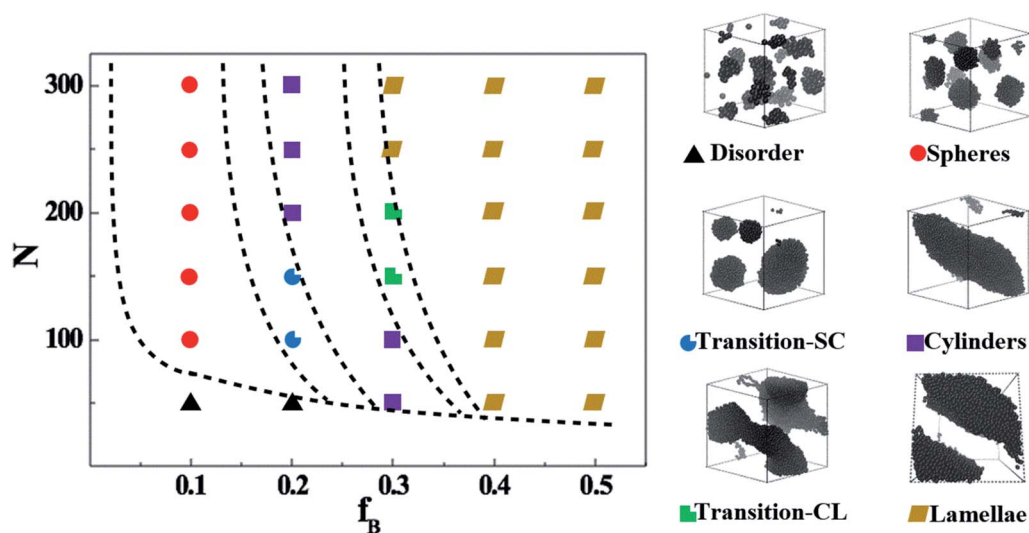 300
250
200
150
100
50
N
0.1 0.2 0.3 0.4 0.5
f_B
Disorder
Spheres
Transition-SC
Cylinders
Transition-CL
Lamellae